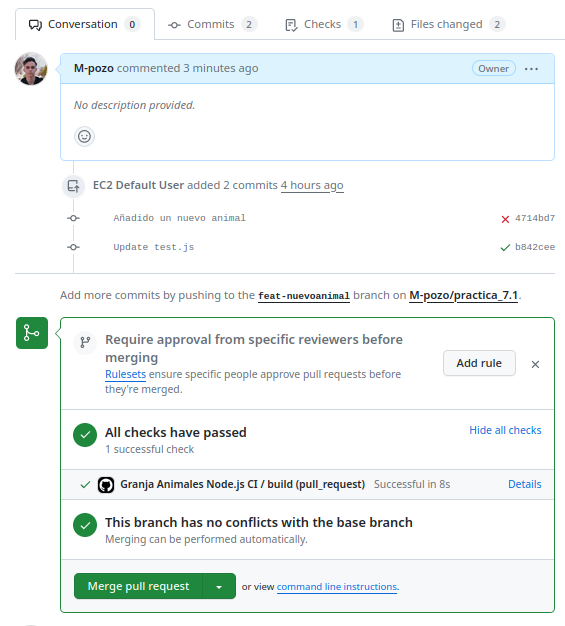 Conversation 0 Commits 2 Checks 1 Files changed 2
M-pozo commented 3 minutes ago Owner ...
No description provided.
EC2 Default User added 2 commits 4 hours ago
Añadido un nuevo animal 4714bd7
Update test.js b842cee
Add more commits by pushing to the feat-nuevoanimal branch on M-pozo/practica_7.1.
Require approval from specific reviewers before
merging
Rulesets ensure specific people approve pull requests before
they're merged.
Add rule
All checks have passed
Hide all checks
1 successful check
Granja Animales Node.js CI / build (pull_request) Successful in 8s Details
This branch has no conflicts with the base branch
Merging can be performed automatically.
Merge pull request or view command line instructions.